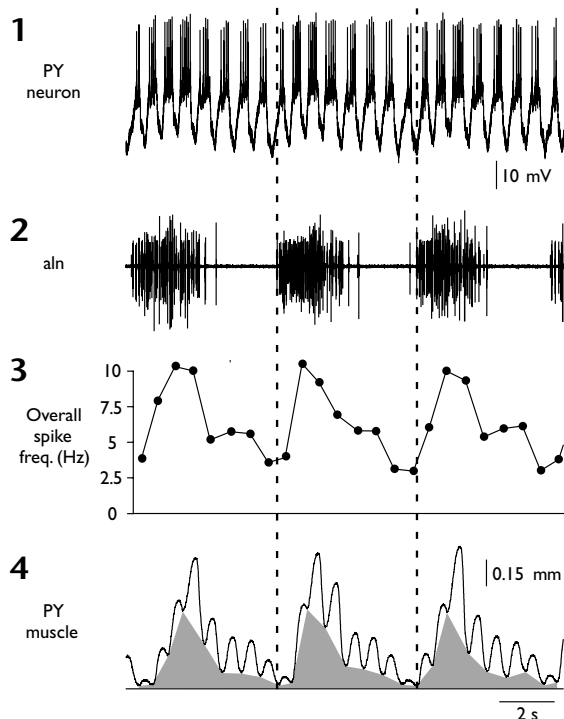 1
PY
neuron
10 mV
2
aln
3
10
7.5
5
2.5
0
Overall
spike
freq. (Hz)
4
PY
muscle
0.15 mm
2 s